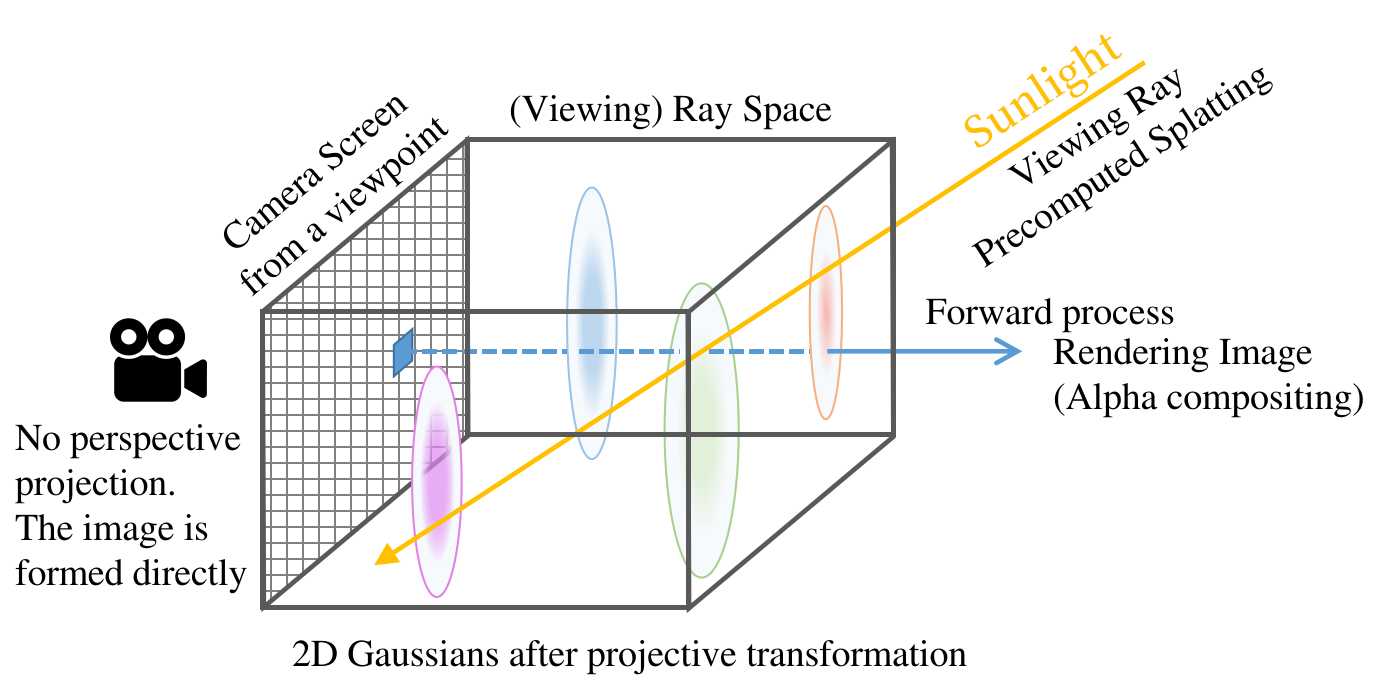 Sunlight
Viewing Ray
Precomputed Splatting
(Viewing) Ray Space
Camera Screen
from a viewpoint
Forward process
Rendering Image
(Alpha compositing)
No perspective
projection.
The image is
formed directly
2D Gaussians after projective transformation